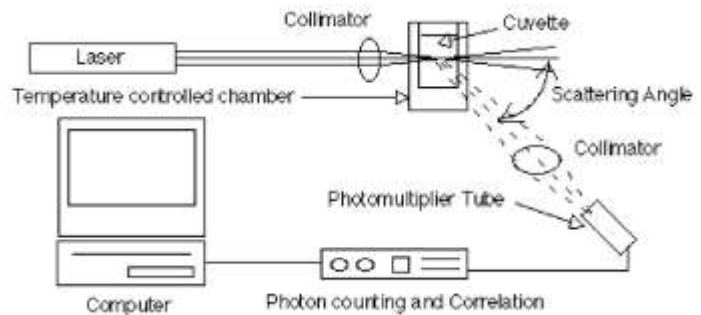 Collimator
Cuvette
Laser
Temperature controlled chamber
Scattering Angle
Collimator
Photomultiplier Tube
Computer
Photon counting and Correlation